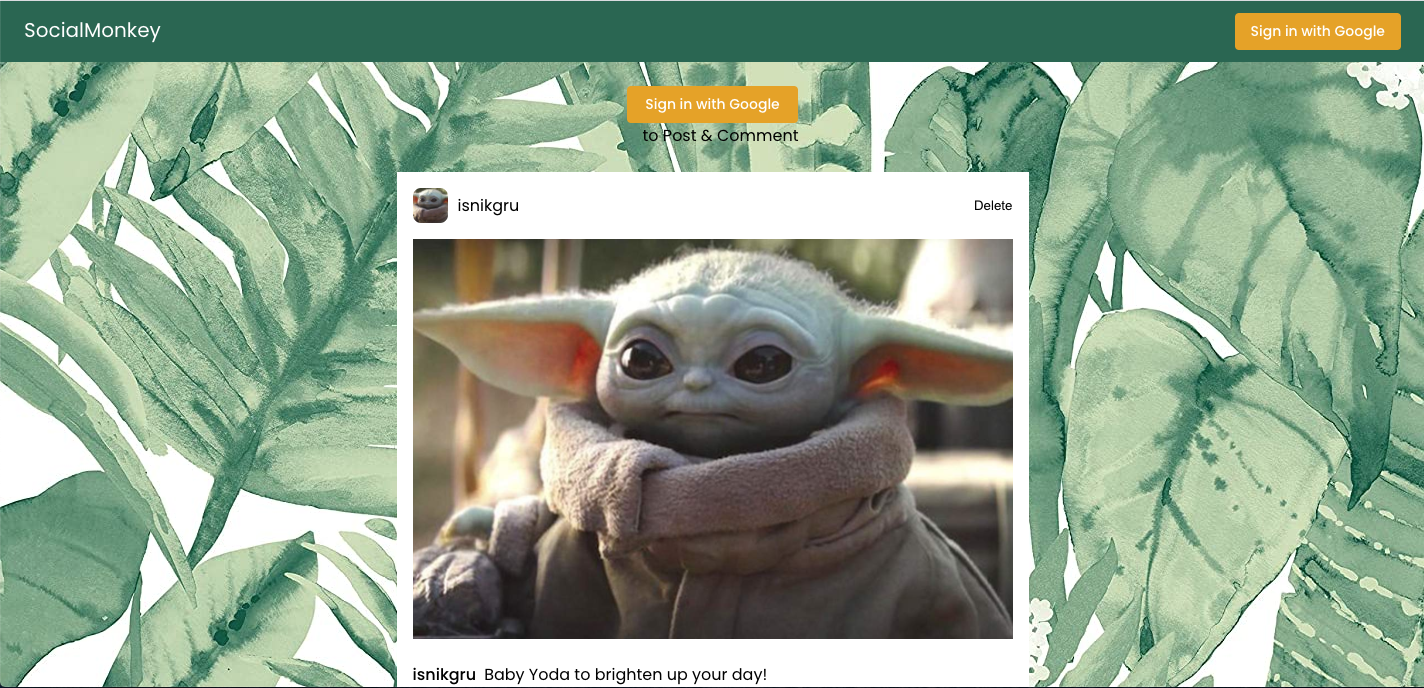 SocialMonkey
Sign in with Google
Sign in with Google
to Post & Comment
isnikgru
Delete
isnikgru Baby Yoda to brighten up your day!